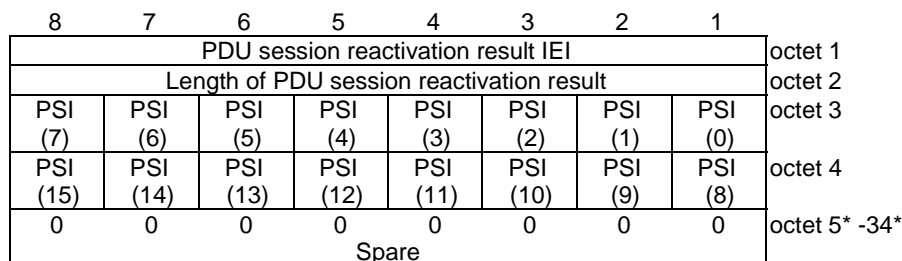 8 7 6 5 4 3 2 1
PDU session reactivation result IEI octet 1
Length of PDU session reactivation result octet 2
PSI PSI PSI PSI PSI PSI PSI PSI octet 3
(7) (6) (5) (4) (3) (2) (1) (0)
PSI PSI PSI PSI PSI PSI PSI PSI octet 4
(15) (14) (13) (12) (11) (10) (9) (8)
0 0 0 0 0 0 0 0 octet 5* -34*
Spare